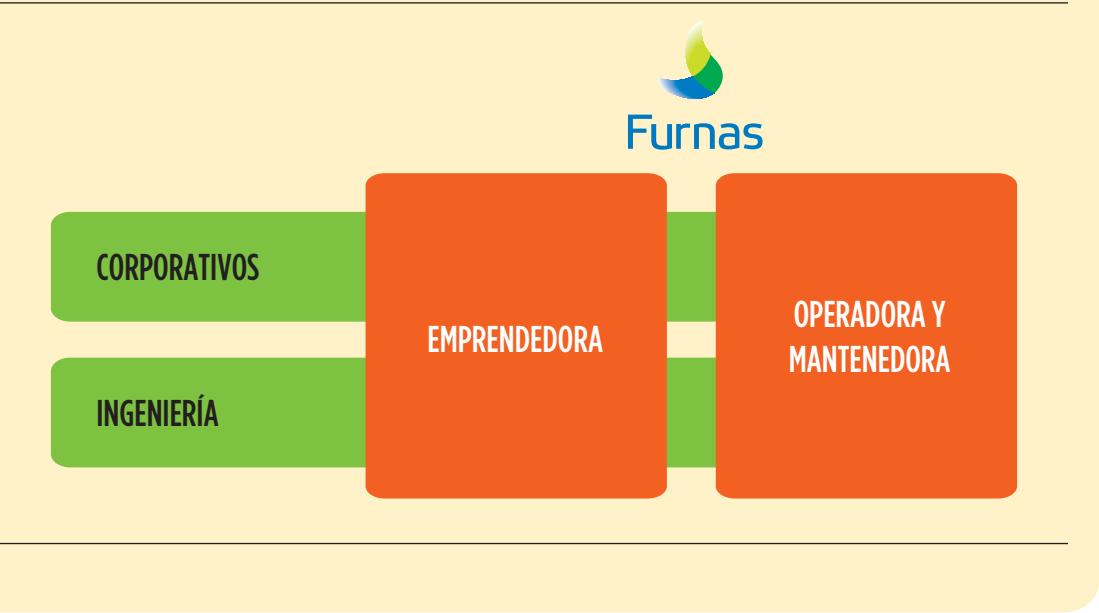 Furnas
CORPORATIVOS
EMPRENDEDORA
OPERADORA Y
MANTENEDORA
INGENIERÍA